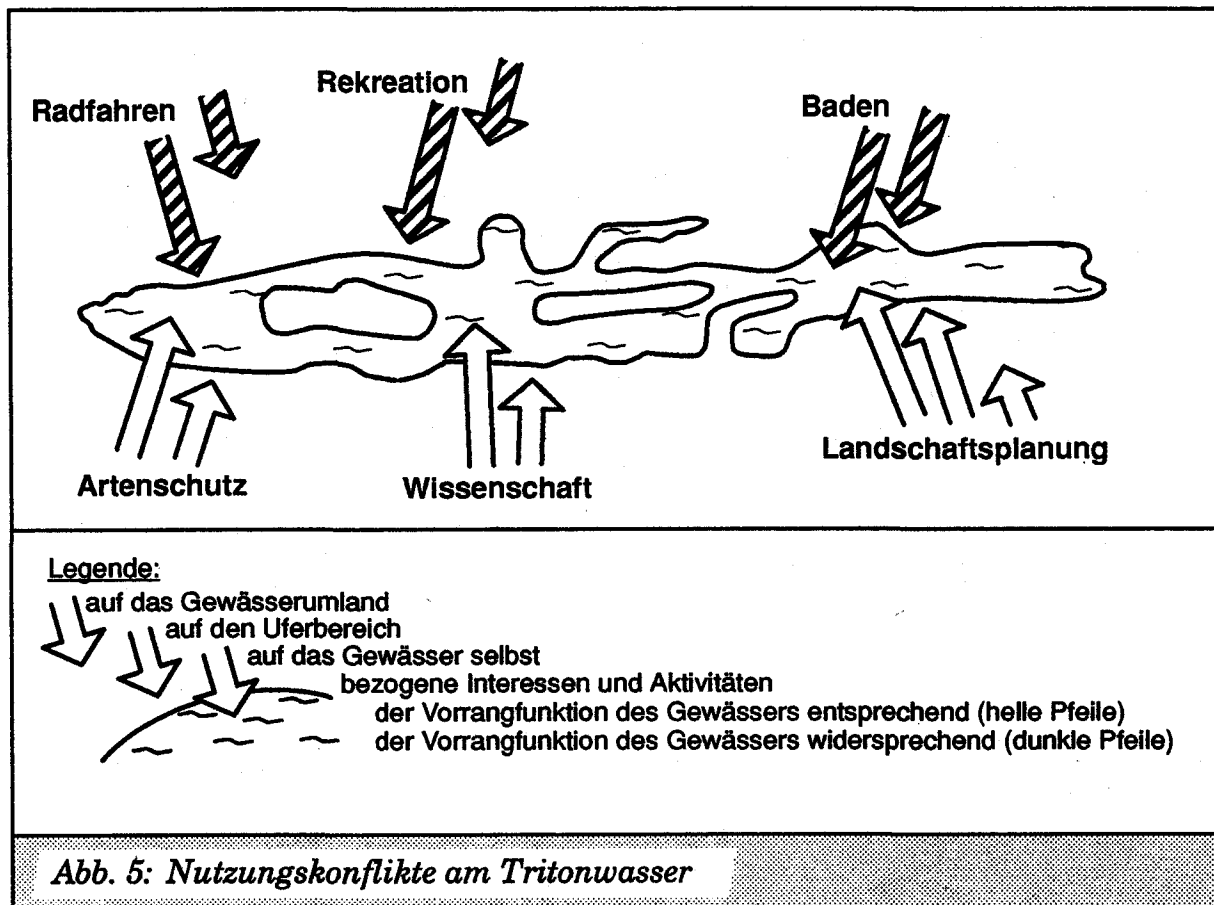 Radfahren
Rekreation
Baden
Artenschutz
Wissenschaft
Landschaftsplanung
Legende:
auf das Gewässerumland
auf den Uferbereich
auf das Gewässer selbst
bezogene Interessen und Aktivitäten
der Vorrangfunktion des Gewässers entsprechend (helle Pfeile)
der Vorrangfunktion des Gewässers widersprechend (dunkle Pfeile)
Abb. 5: Nutzungskonflikte am Tritonwasser